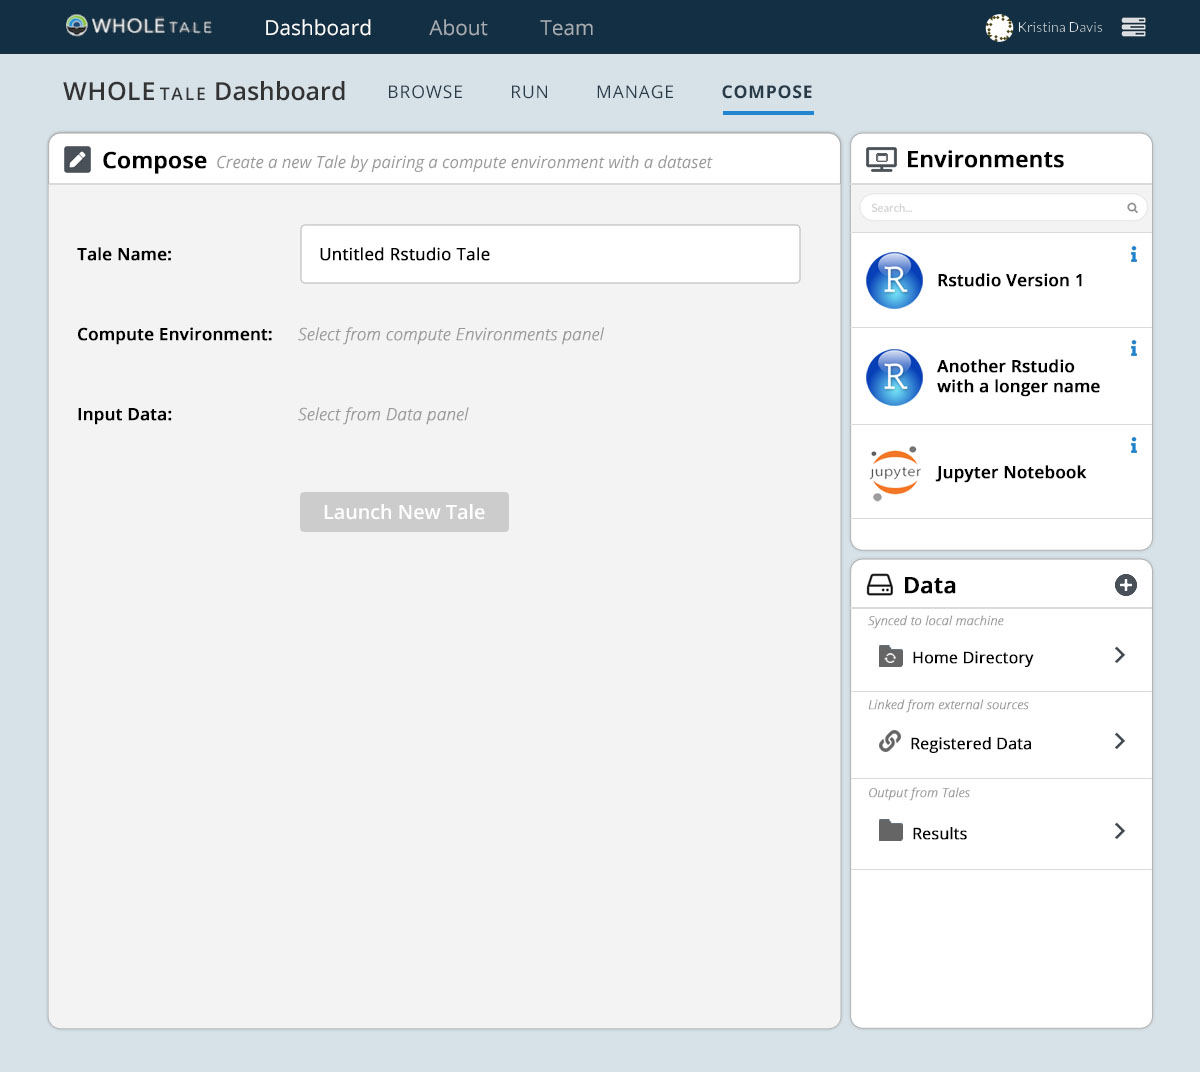 WHOLE TALE Dashboard About Team Kristina Davis
WHOLE TALE Dashboard BROWSE RUN MANAGE COMPOSE
Compose Create a new Tale by pairing a compute environment with a dataset
Tale Name: Untitled Rstudio Tale
Compute Environment: Select from compute Environments panel
Input Data: Select from Data panel
Launch New Tale
Environments
Search...
R Rstudio Version 1
R Another Rstudio
with a longer name
jupyter Jupyter Notebook
Data
Synced to local machine
Home Directory
Linked from external sources
Registered Data
Output from Tales
Results